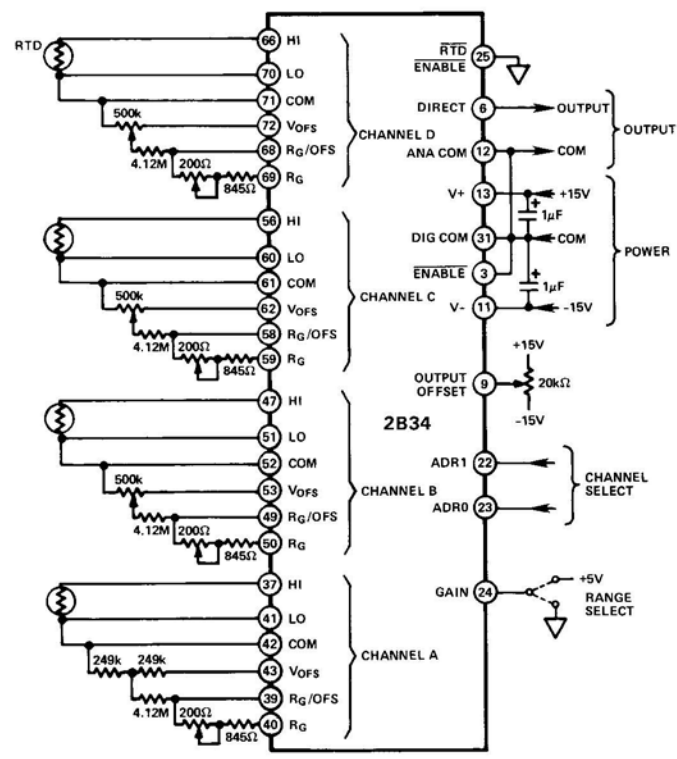 RTD
66 HI
70 LO
71 COM
500k
72 VOFS
68 RG/OFS
4.12M
200Ω
69 RG
845Ω
CHANNEL D
56 HI
60 LO
61 COM
500k
62 VOFS
58 RG/OFS
4.12M
200Ω
59 RG
845Ω
CHANNEL C
47 HI
51 LO
52 COM
500k
53 VOFS
49 RG/OFS
4.12M
200Ω
50 RG
845Ω
CHANNEL B
37 HI
41 LO
42 COM
249k 249k
43 VOFS
39 RG/OFS
4.12M
200Ω
40 RG
845Ω
CHANNEL A
2B34
RTD
ENABLE 25
DIRECT 6 OUTPUT
ANA COM 12 COM
OUTPUT
V+ 13 +15V
+
1μF
DIG COM 31 COM
ENABLE 3
+
1μF
V- 11 -15V
POWER
+15V
OUTPUT
OFFSET 9 20kΩ
-15V
ADR1 22
ADR0 23
CHANNEL
SELECT
GAIN 24
+5V
RANGE
SELECT